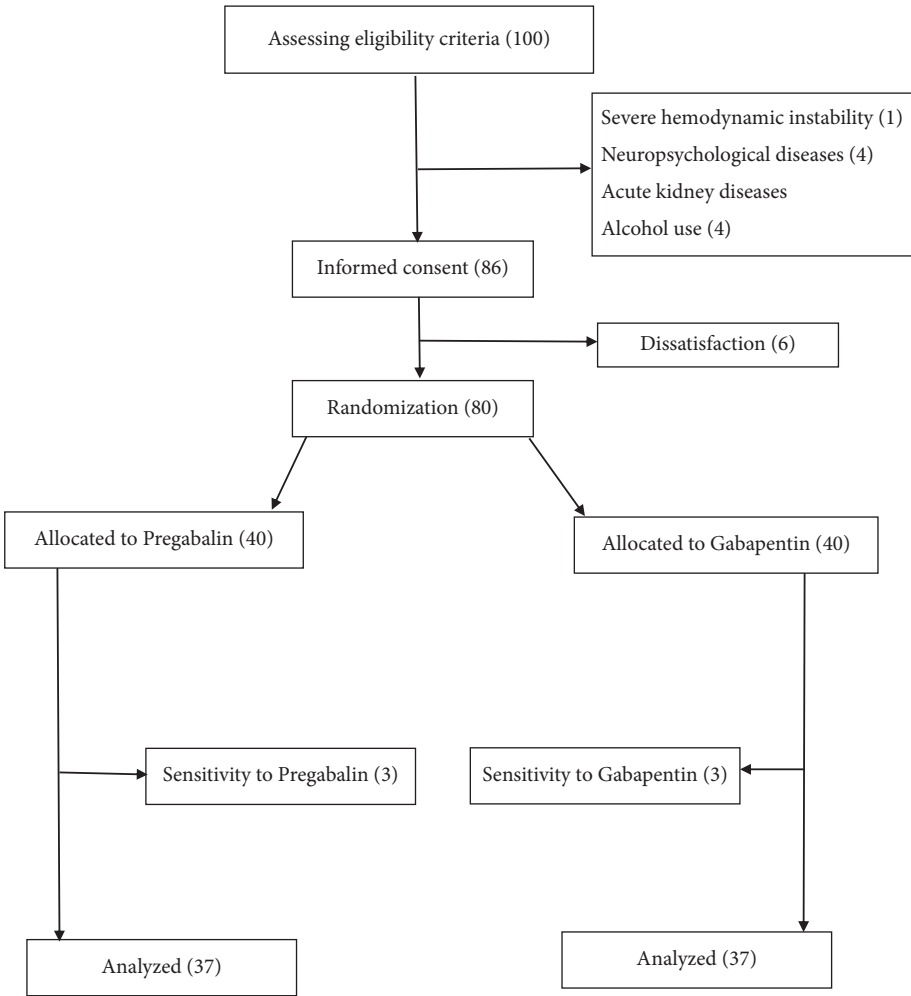 Assessing eligibility criteria (100)
Severe hemodynamic instability (1)
Neuropsychological diseases (4)
Acute kidney diseases
Alcohol use (4)
Informed consent (86)
Dissatisfaction (6)
Randomization (80)
Allocated to Pregabalin (40)
Allocated to Gabapentin (40)
Sensitivity to Pregabalin (3)
Sensitivity to Gabapentin (3)
Analyzed (37)
Analyzed (37)